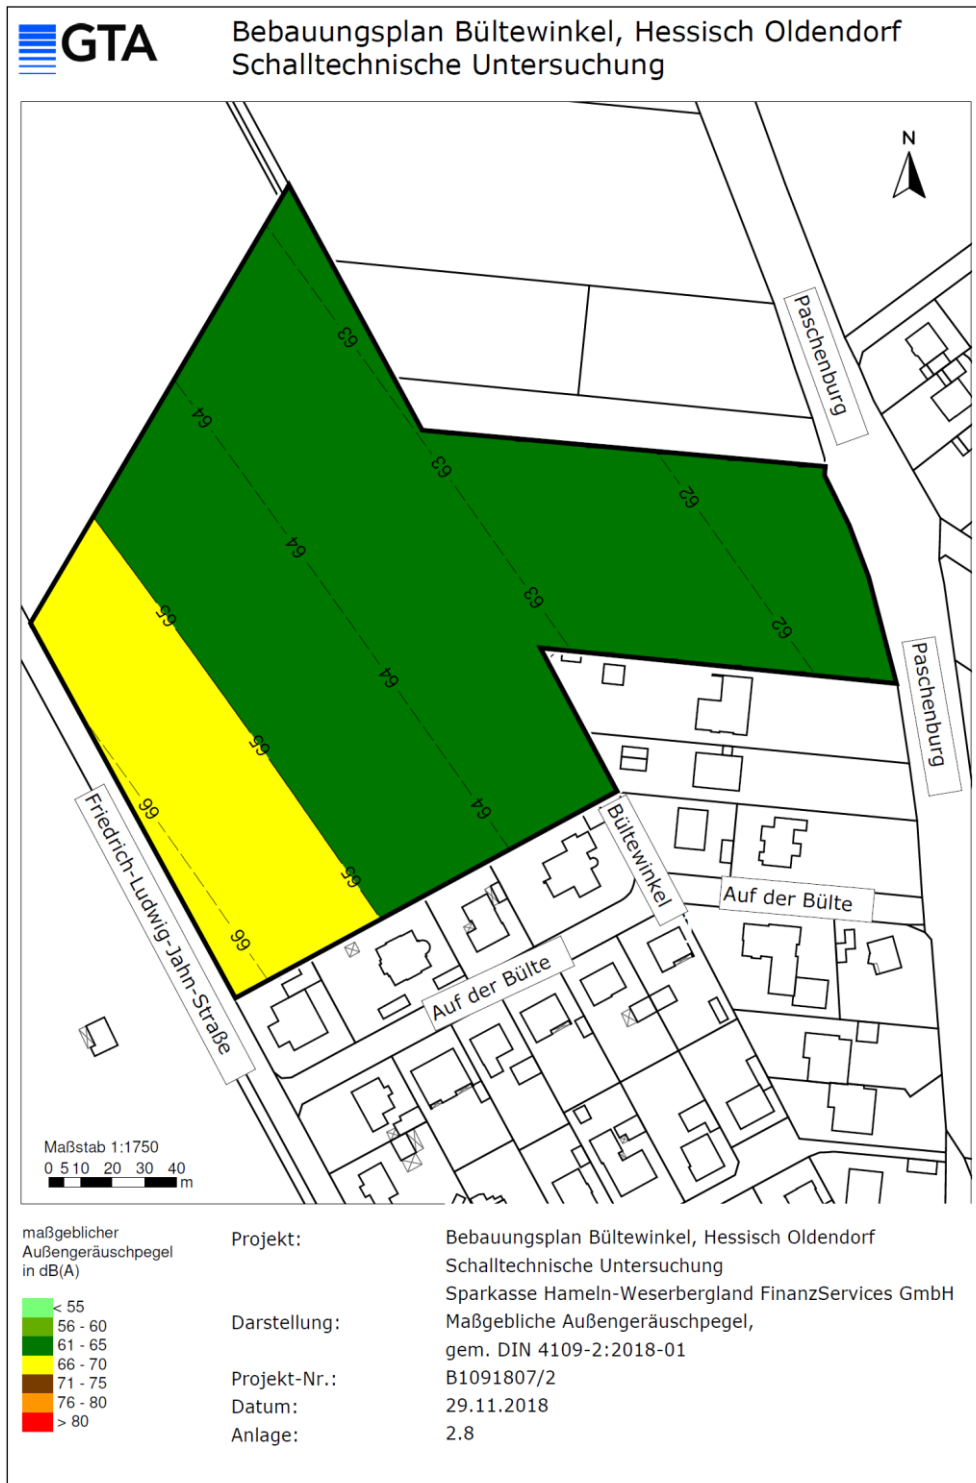 GTA
Bebauungsplan Bültewinkel, Hessisch Oldendorf
Schalltechnische Untersuchung
N
Paschenburg
63
64
63
62
64
63
65
62
64
Paschenburg
65
66
Friedrich-Ludwig-Jahn-Straße
64
Bültewinkel
65
Auf der Bülte
66
Auf der Bülte
Maßstab 1:1750
0 5 10 20 30 40
m
maßgeblicher
Außengeräuschpegel
in dB(A)
< 55
56 - 60
61 - 65
66 - 70
71 - 75
76 - 80
> 80
Projekt: Bebauungsplan Bültewinkel, Hessisch Oldendorf
Schalltechnische Untersuchung
Sparkasse Hameln-Weserbergland FinanzServices GmbH
Darstellung: Maßgebliche Außengeräuschpegel,
gem. DIN 4109-2:2018-01
Projekt-Nr.: B1091807/2
Datum: 29.11.2018
Anlage: 2.8